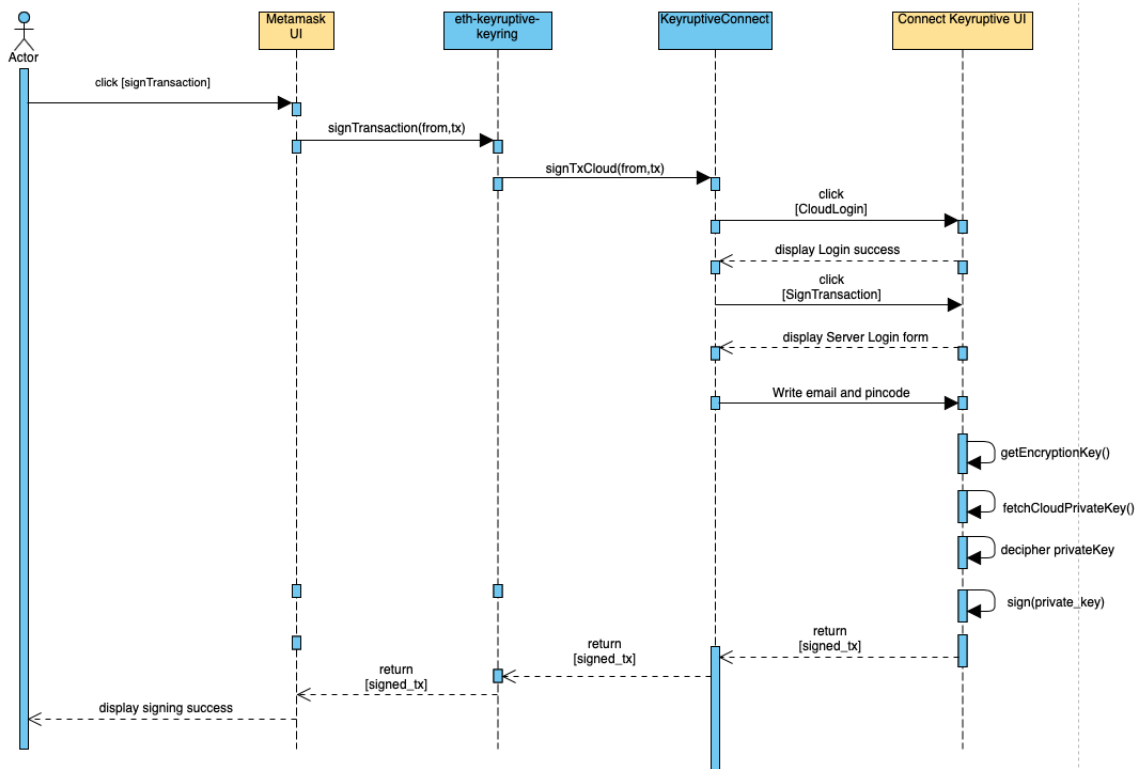 Metamask
UI
eth-keyruptive-
keyring
KeyruptiveConnect
Connect Keyruptive UI
Actor
click [signTransaction]
signTransaction(from,tx)
signTxCloud(from,tx)
click
[CloudLogin]
display Login success
click
[SignTransaction]
display Server Login form
Write email and pincode
getEncryptionKey()
fetchCloudPrivateKey()
decipher privateKey
sign(private_key)
return
[signed_tx]
return
[signed_tx]
return
[signed_tx]
display signing success